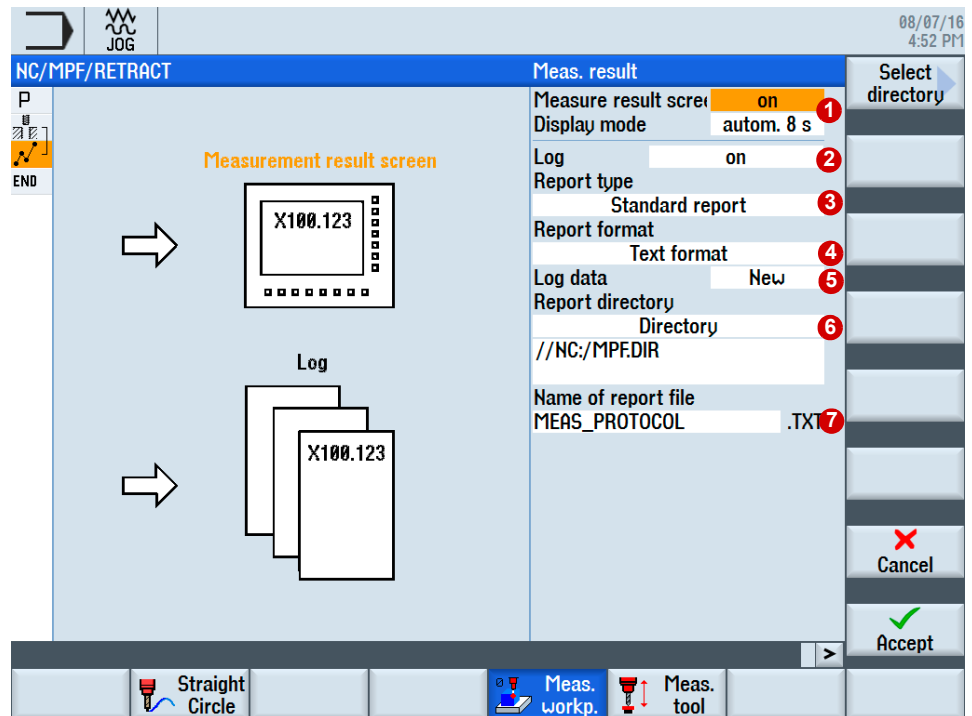 JOG
08/07/16
4:52 PM
NC/MPF/RETRACT
Meas. result
Select
directory
P
END
Measurement result screen
X100.123
Log
X100.123
Measure result scree on 1
Display mode autom. 8 s
Log on 2
Report type
Standard report 3
Report format
Text format 4
Log data New 5
Report directory
Directory 6
//NC:/MPF.DIR
Name of report file
MEAS_PROTOCOL .TXT 7
Cancel
Accept
>
Straight
Circle
Meas.
workp.
Meas.
tool